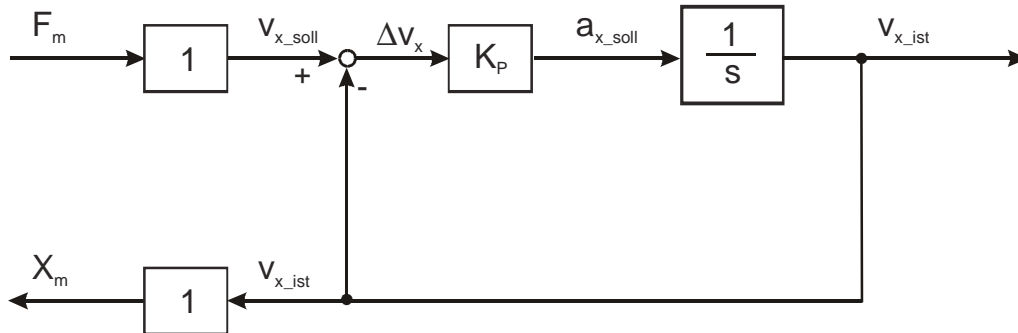 F_m
1
v_x_soll
+
-
Δv_x
K_P
a_x_soll
1
s
v_x_ist
X_m
1
v_x_ist